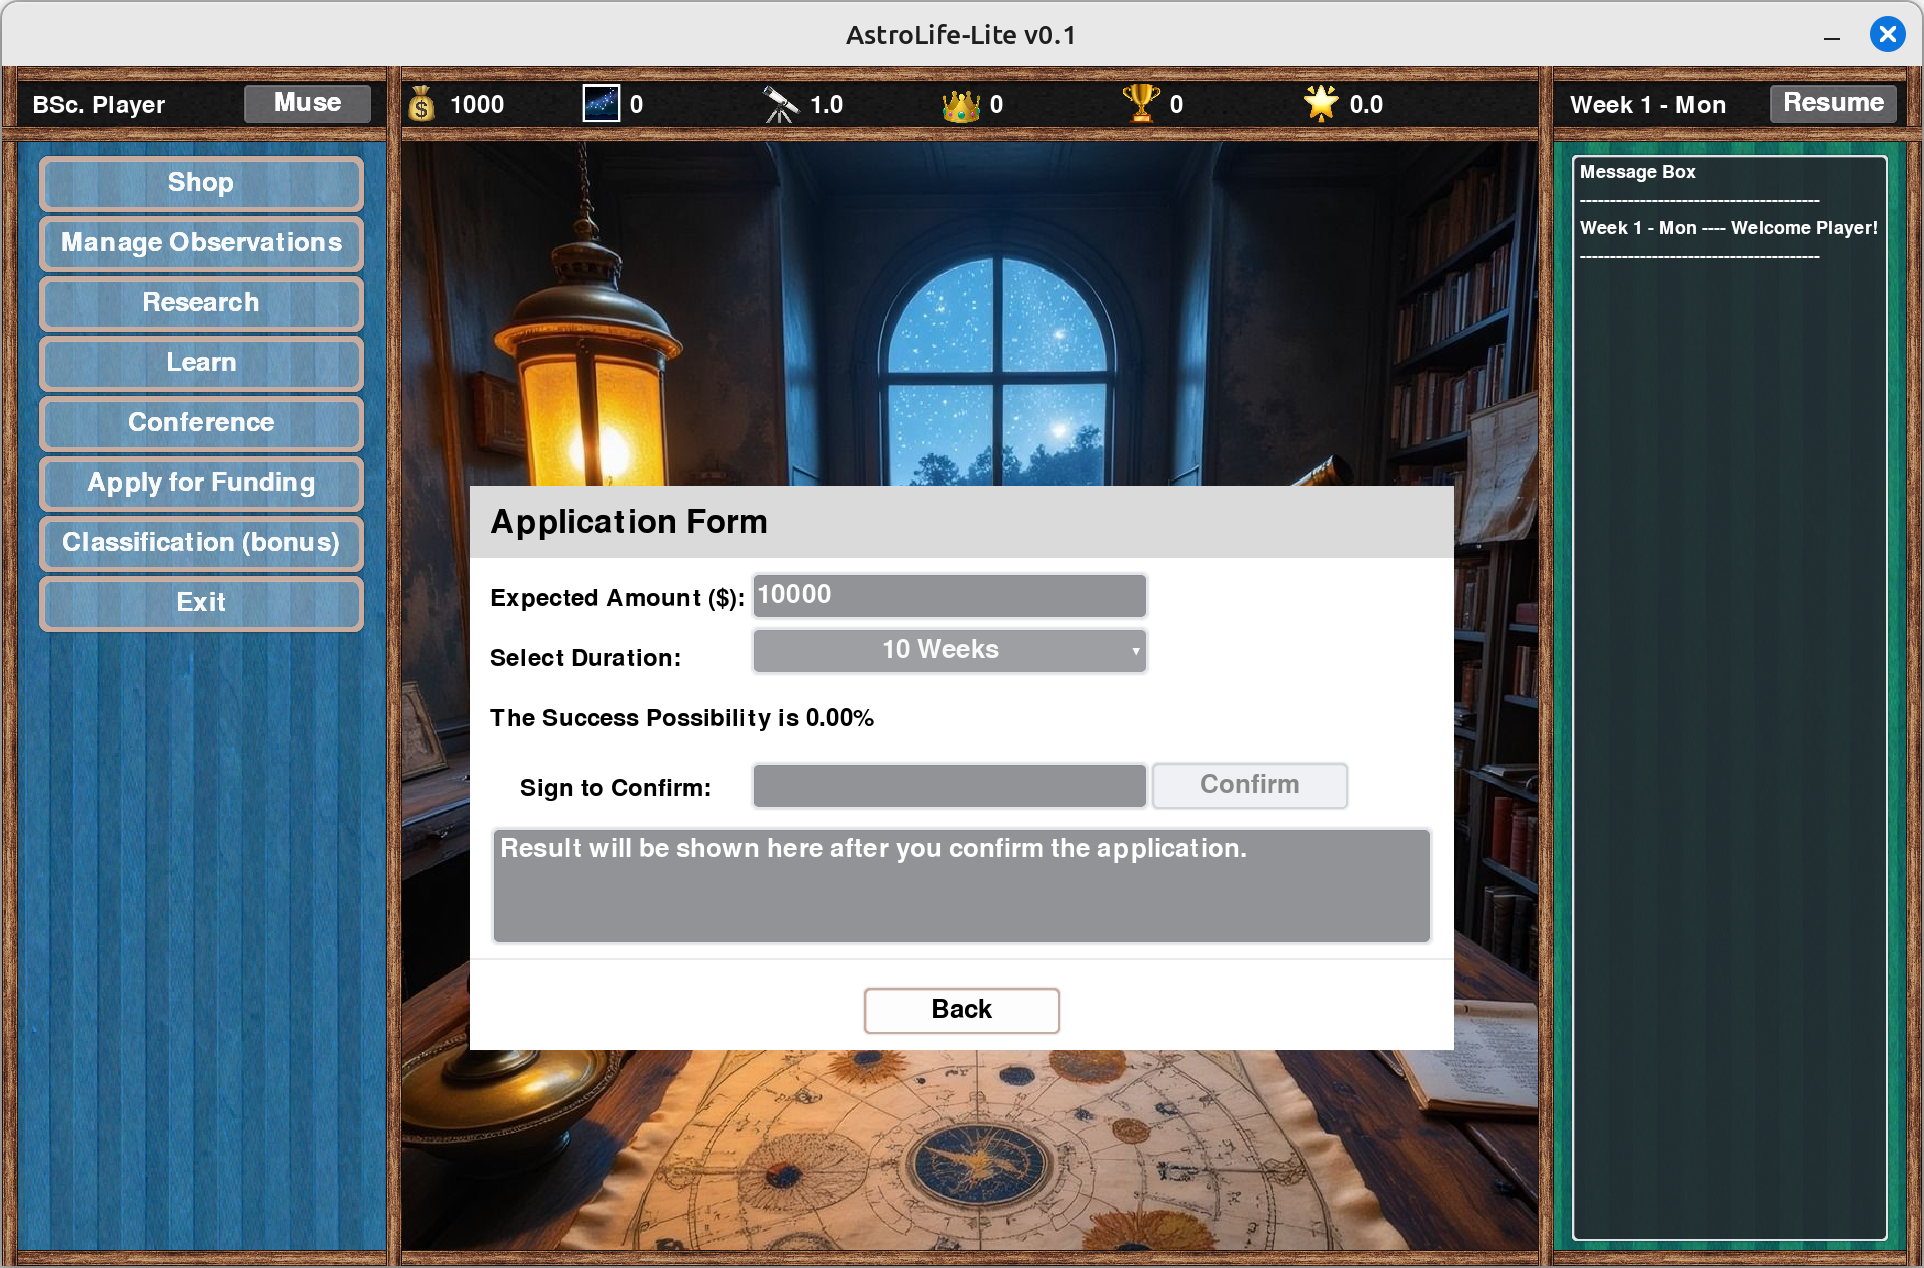 AstroLife-Lite v0.1
BSc. Player
Muse
1000
0
1.0
0
0
0.0
Week 1 - Mon
Resume
Shop
Manage Observations
Research
Learn
Conference
Apply for Funding
Classification (bonus)
Exit
Application Form
Expected Amount ($):
10000
Select Duration:
10 Weeks
The Success Possibility is 0.00%
Sign to Confirm:
Confirm
Result will be shown here after you confirm the application.
Back
Message Box
----------------------------------------
Week 1 - Mon ---- Welcome Player!
----------------------------------------